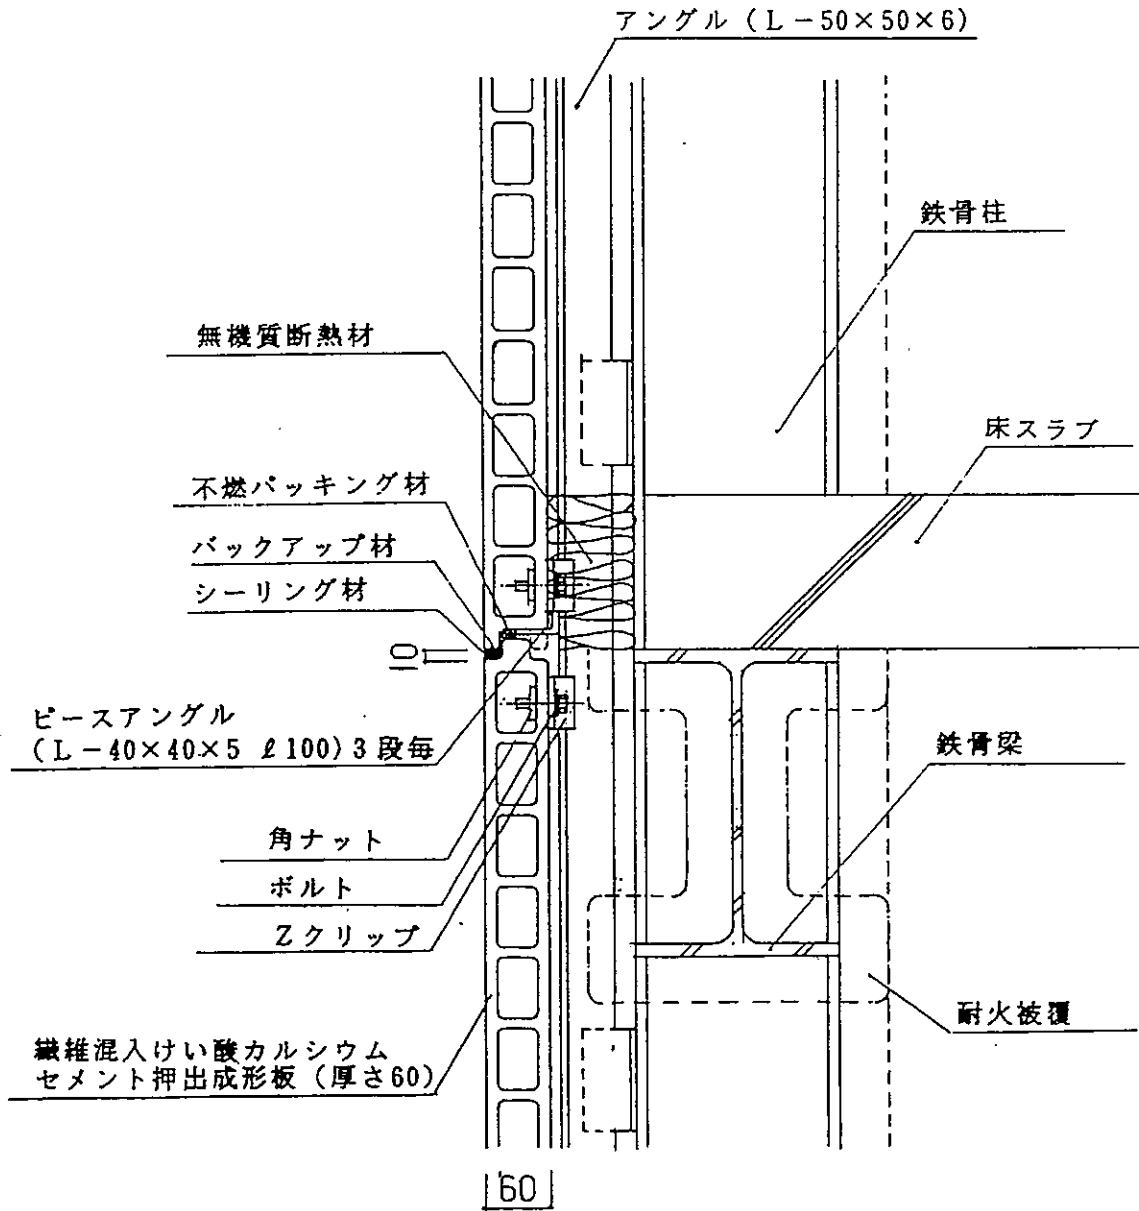 アングル（L－50×50×6）
鉄骨柱
無機質断熱材
床スラブ
不燃パッキング材
バックアップ材
シーリング材
10
ピースアングル
（L－40×40×5 ℓ100）3段毎
鉄骨梁
角ナット
ボルト
Zクリップ
耐火被覆
繊維混入けい酸カルシウム
セメント押出成形板（厚さ60）
60